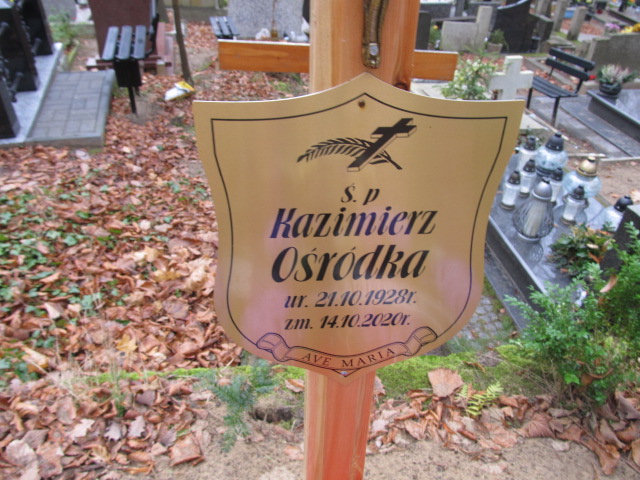 Ś. p
Kazimierz
Ośródka
ur. 21.10.1928r.
zm. 14.10.2020r.
AVE MARIA